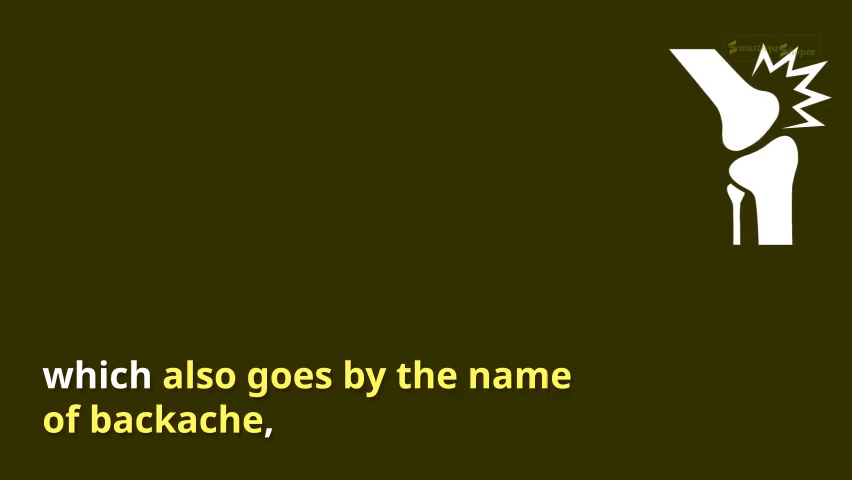 which also goes by the name
of backache,